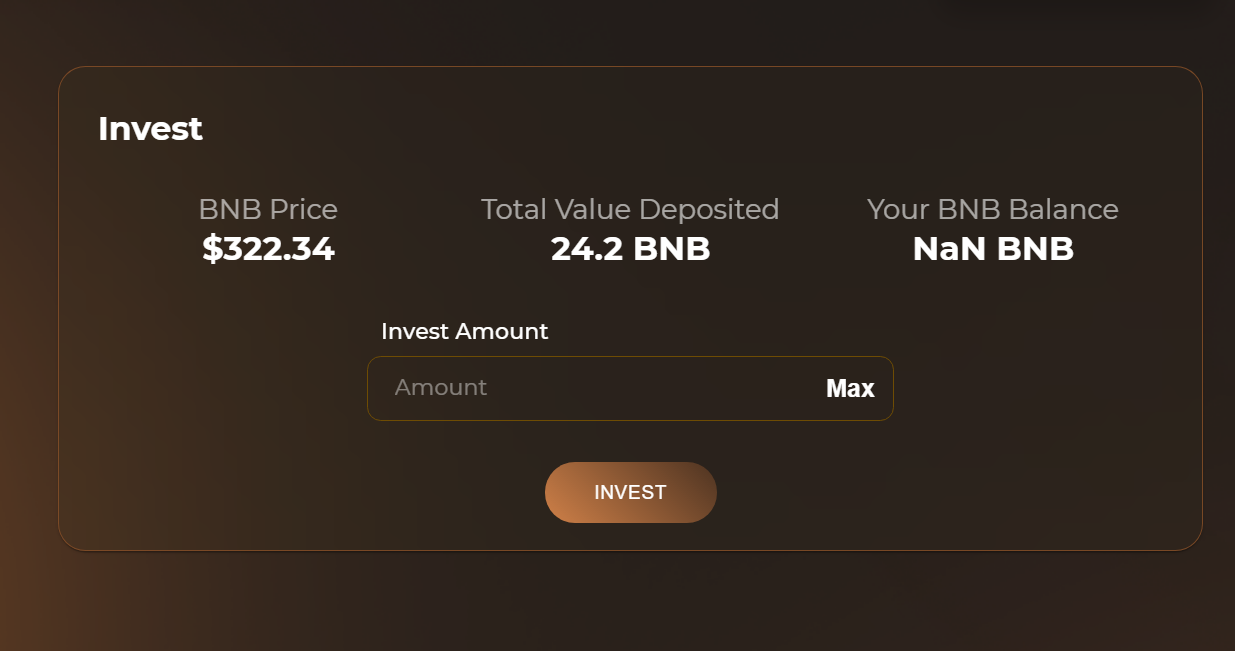 Invest
BNB Price
$322.34
Total Value Deposited
24.2 BNB
Your BNB Balance
NaN BNB
Invest Amount
Amount
Max
INVEST